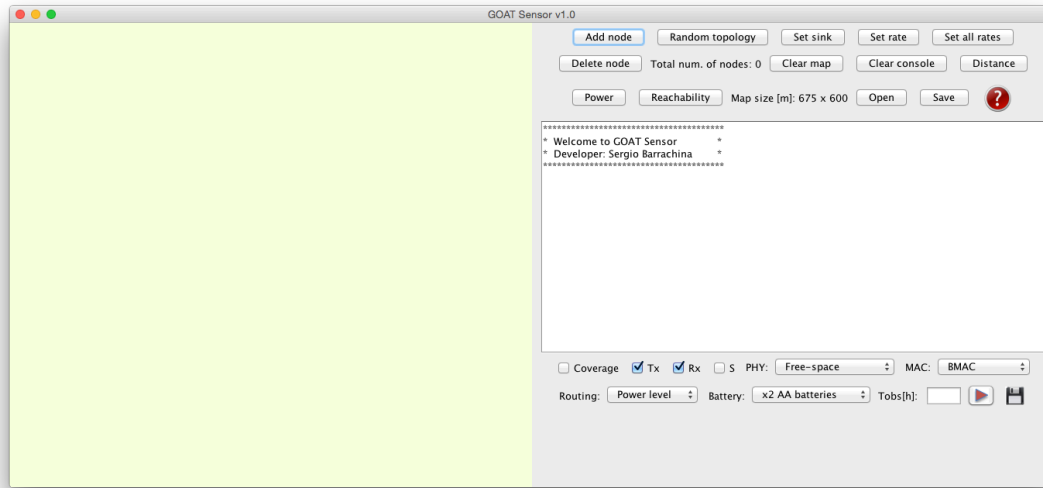 GOAT Sensor v1.0
Add node Random topology Set sink Set rate Set all rates
Delete node Total num. of nodes: 0 Clear map Clear console Distance
Power Reachability Map size [m]: 675 x 600 Open Save ?
***************************************
* Welcome to GOAT Sensor *
* Developer: Sergio Barrachina *
***************************************
Coverage Tx Rx S PHY: Free-space MAC: BMAC
Routing: Power level Battery: x2 AA batteries Tobs[h]: